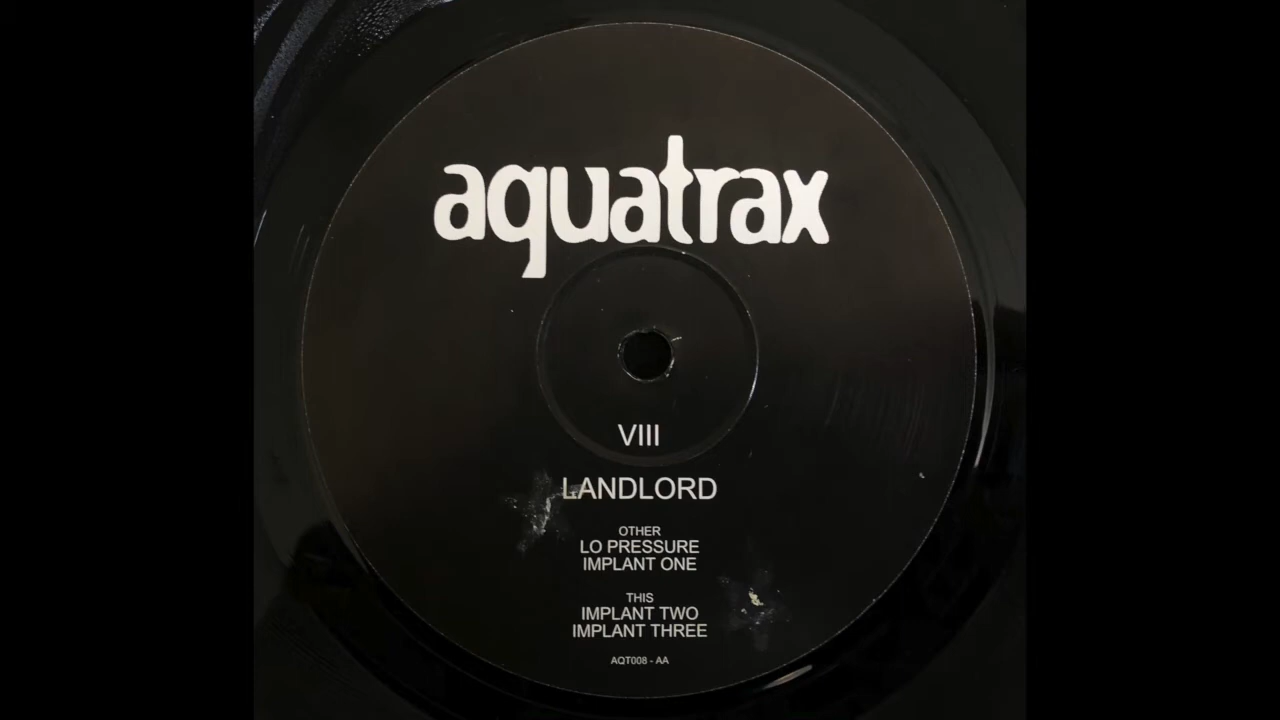 aquatrax
VIII
LANDLORD
OTHER
LO PRESSURE
IMPLANT ONE
THIS
IMPLANT TWO
IMPLANT THREE
AQT008 - AA